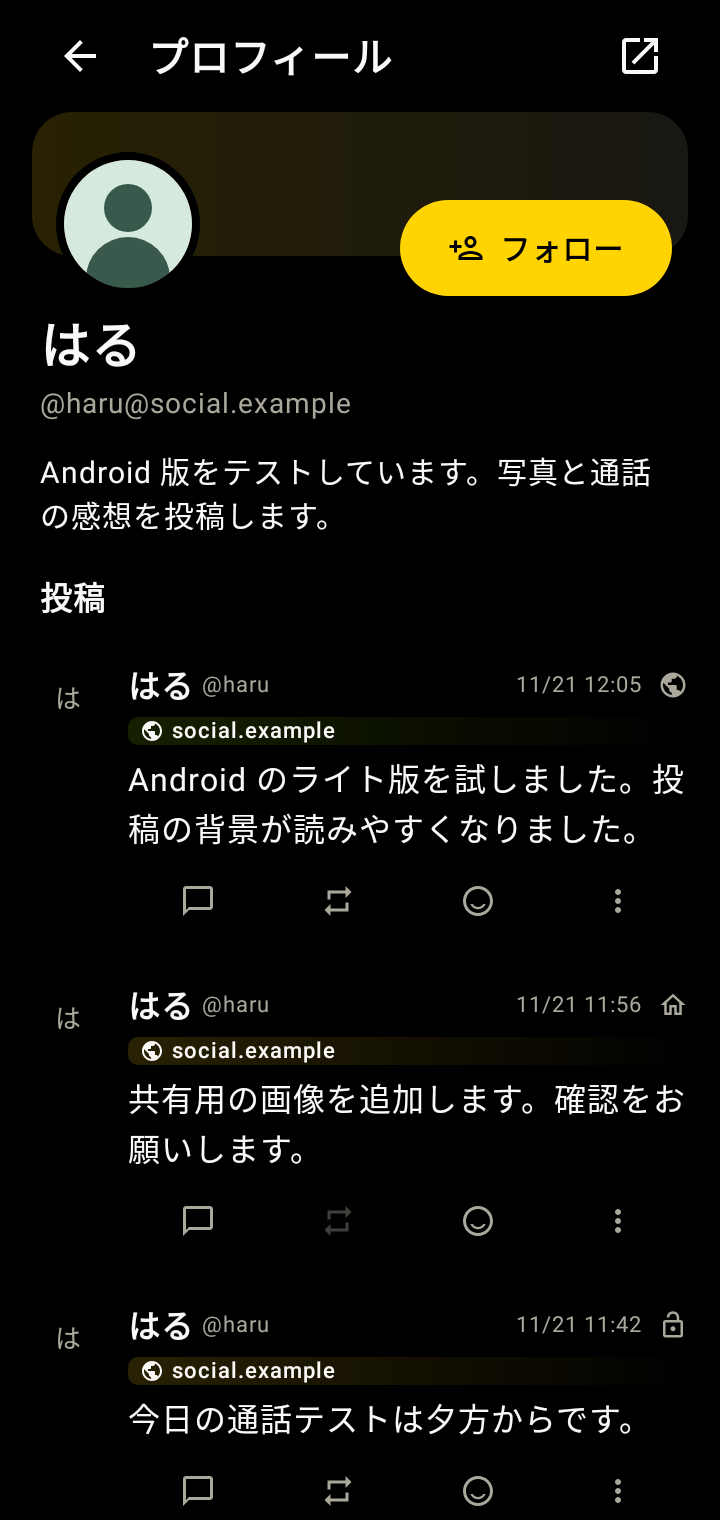 プロフィール
フォロー
はる
@haru@social.example
Android 版をテストしています。写真と通話
の感想を投稿します。
投稿
は
はる @haru 11/21 12:05
social.example
Android のライト版を試しました。投
稿の背景が読みやすくなりました。
は
はる @haru 11/21 11:56
social.example
共有用の画像を追加します。確認をお
願いします。
は
はる @haru 11/21 11:42
social.example
今日の通話テストは夕方からです。